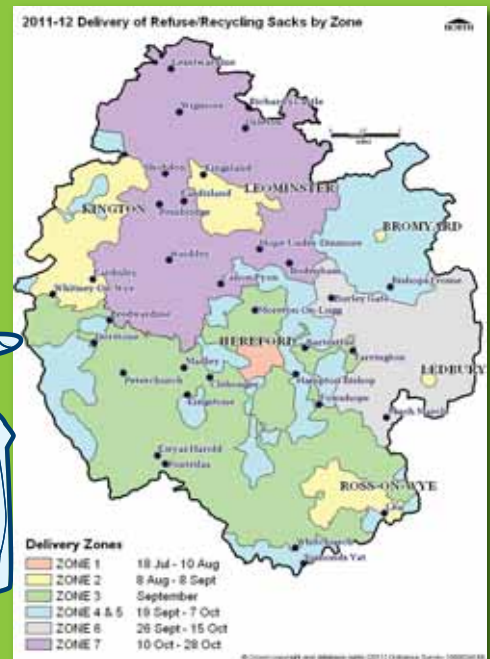 2011-12 Delivery of Refuse/Recycling Sacks by Zone
NORTH
Leintwardine
Wigmore
Richards Castle
Shobdon
Kingsland
LEOMINSTER
Eardisland
KINGTON
Pembridge
BROMYARD
Weobley
Hope Under Dinmore
Bodenham
Eardisley
Canon Pyon
Bishops Frome
Whitney On Wye
Burley Gate
Moreton On Lugg
Bredwardine
HEREFORD
Dorstone
Bartestree
Tarrington
Madley
LEDBURY
Peterchurch
Clehonger
Hampton Bishop
Kingstone
Fownhope
Much Marcle
Ewyas Harold
Pontrilas
ROSS-ON-WYE
Lea
Whitchurch
Symonds Yat
Delivery Zones
ZONE 1 18 Jul - 10 Aug
ZONE 2 8 Aug - 8 Sept
ZONE 3 September
ZONE 4 & 5 19 Sept - 7 Oct
ZONE 6 26 Sept - 15 Oct
ZONE 7 10 Oct - 28 Oct